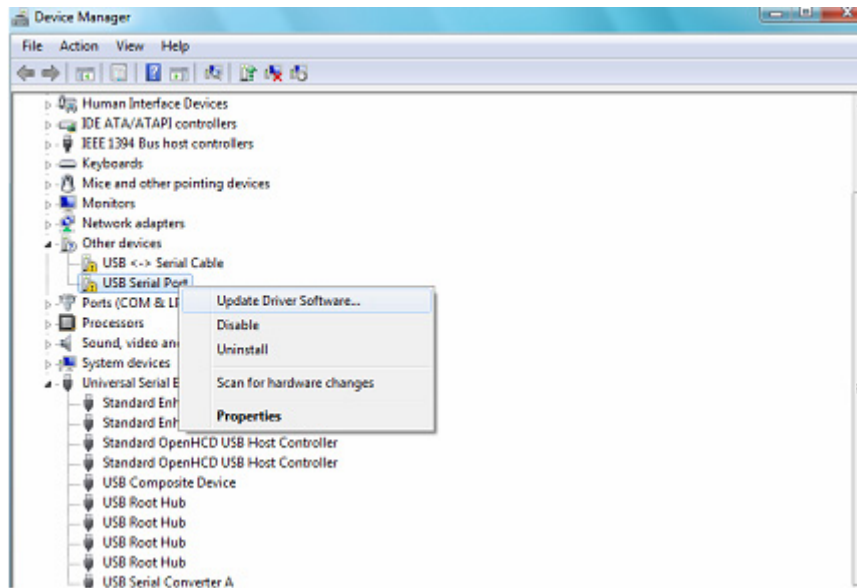 Device Manager
File Action View Help
Human Interface Devices
IDE ATA/ATAPI controllers
IEEE 1394 Bus host controllers
Keyboards
Mice and other pointing devices
Monitors
Network adapters
Other devices
USB <-> Serial Cable
USB Serial Port
Update Driver Software...
Disable
Uninstall
Scan for hardware changes
Properties
Ports (COM & LP
Processors
Sound, video an
System devices
Universal Serial B
Standard Enh
Standard Enh
Standard OpenHCD USB Host Controller
Standard OpenHCD USB Host Controller
USB Composite Device
USB Root Hub
USB Root Hub
USB Root Hub
USB Root Hub
USB Serial Converter A